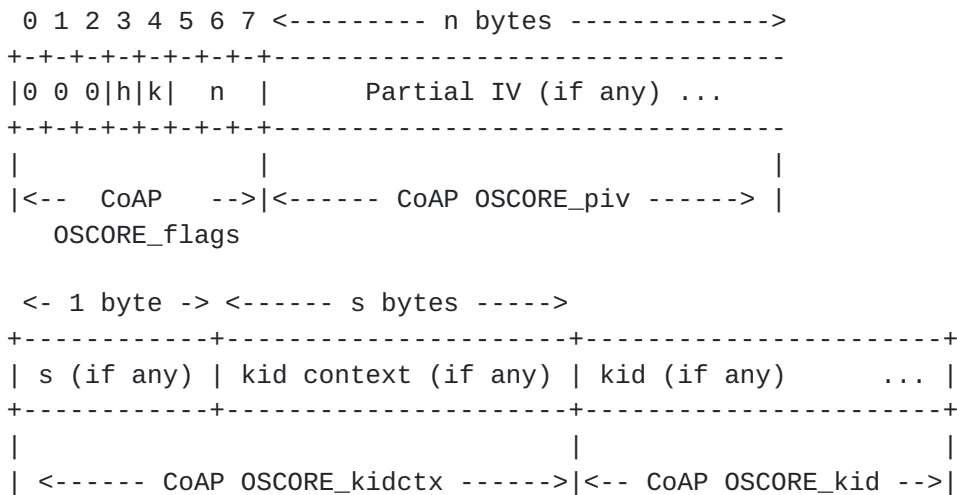 0 1 2 3 4 5 6 7 <--------- n bytes ------------->
+-+-+-+-+-+-+-+-+---------------------------------
|0 0 0|h|k|  n  |      Partial IV (if any) ...
+-+-+-+-+-+-+-+-+---------------------------------
|               |                                |
|<--  CoAP   -->|<------ CoAP OSCORE_piv ------> |
   OSCORE_flags

 <- 1 byte -> <------ s bytes ----->
+------------+----------------------+-----------------------+
| s (if any) | kid context (if any) | kid (if any)      ... |
+------------+----------------------+-----------------------+
|                                   |                       |
| <------ CoAP OSCORE_kidctx ------>|<-- CoAP OSCORE_kid -->|